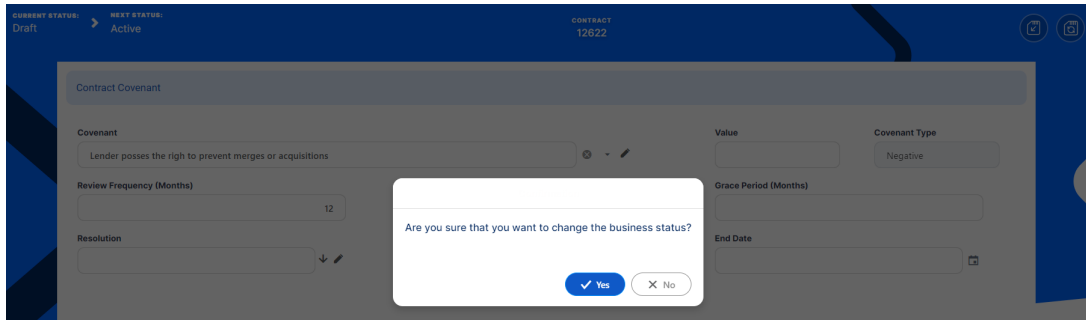 CURRENT STATUS:
Draft
NEXT STATUS:
Active
CONTRACT
12622
Contract Covenant
Covenant
Value
Covenant Type
Lender posses the righ to prevent merges or acquisitions
Negative
Review Frequency (Months)
Grace Period (Months)
12
Are you sure that you want to change the business status?
Resolution
End Date
Yes
No